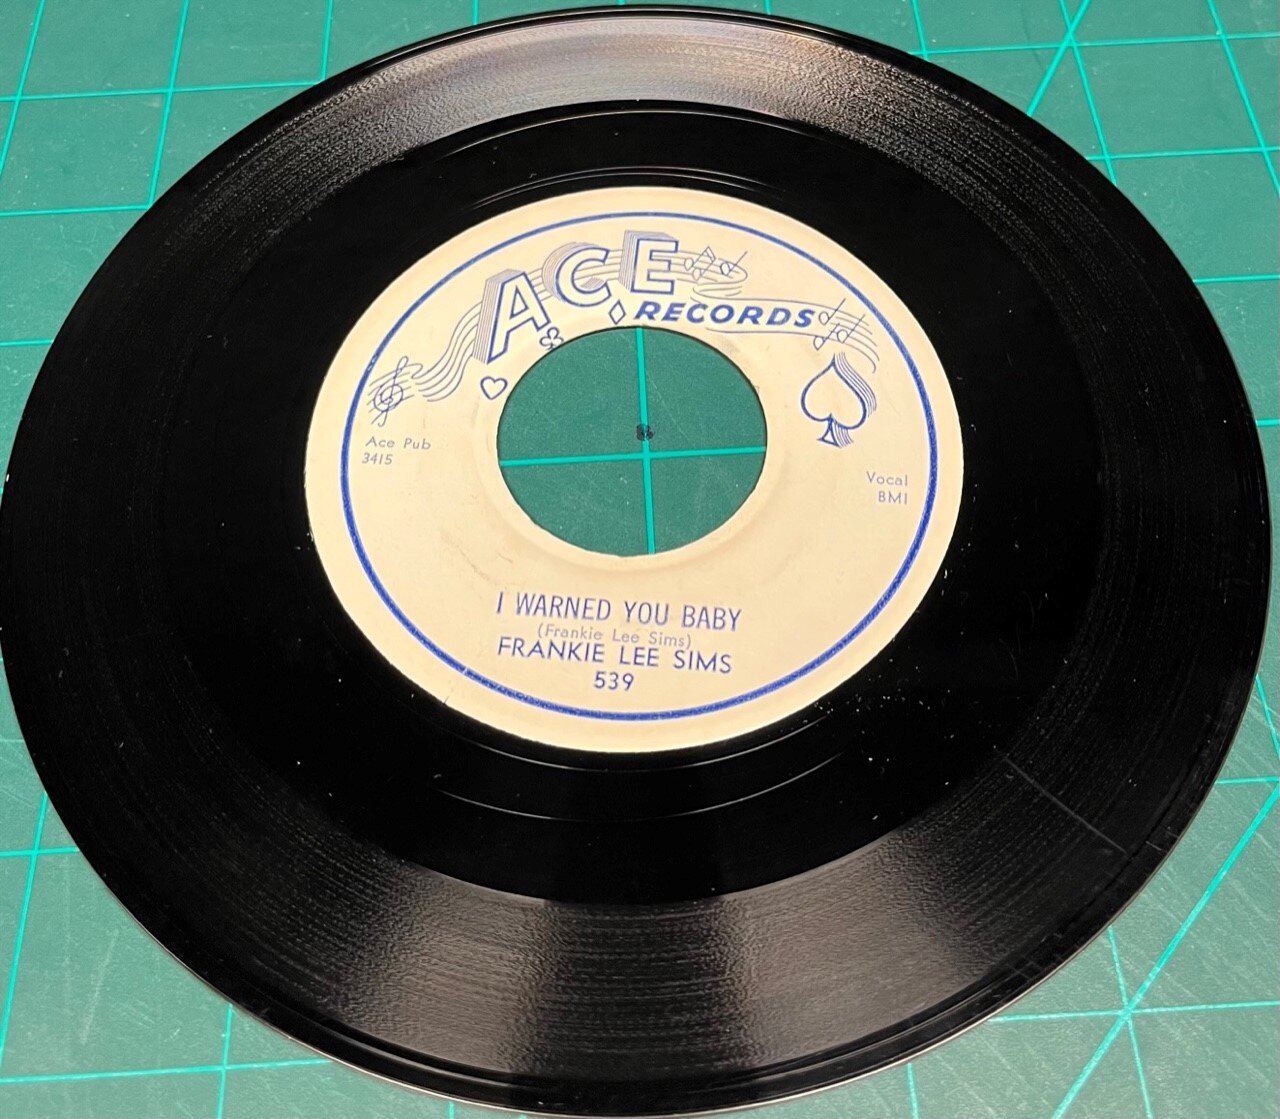 ACE
RECORDS
Ace Pub
3415
Vocal
BMI
I WARNED YOU BABY
(Frankie Lee Sims)
FRANKIE LEE SIMS
539